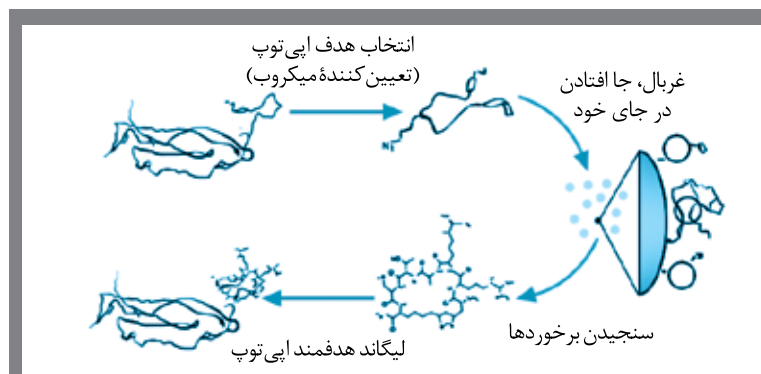 انتخاب هدف اپی‌توپ
(تعیین‌کنندهٔ میکروب)
غربال، جا افتادن
در جای خود
سنجیدن برخوردها
لیگاند هدفمند اپی‌توپ